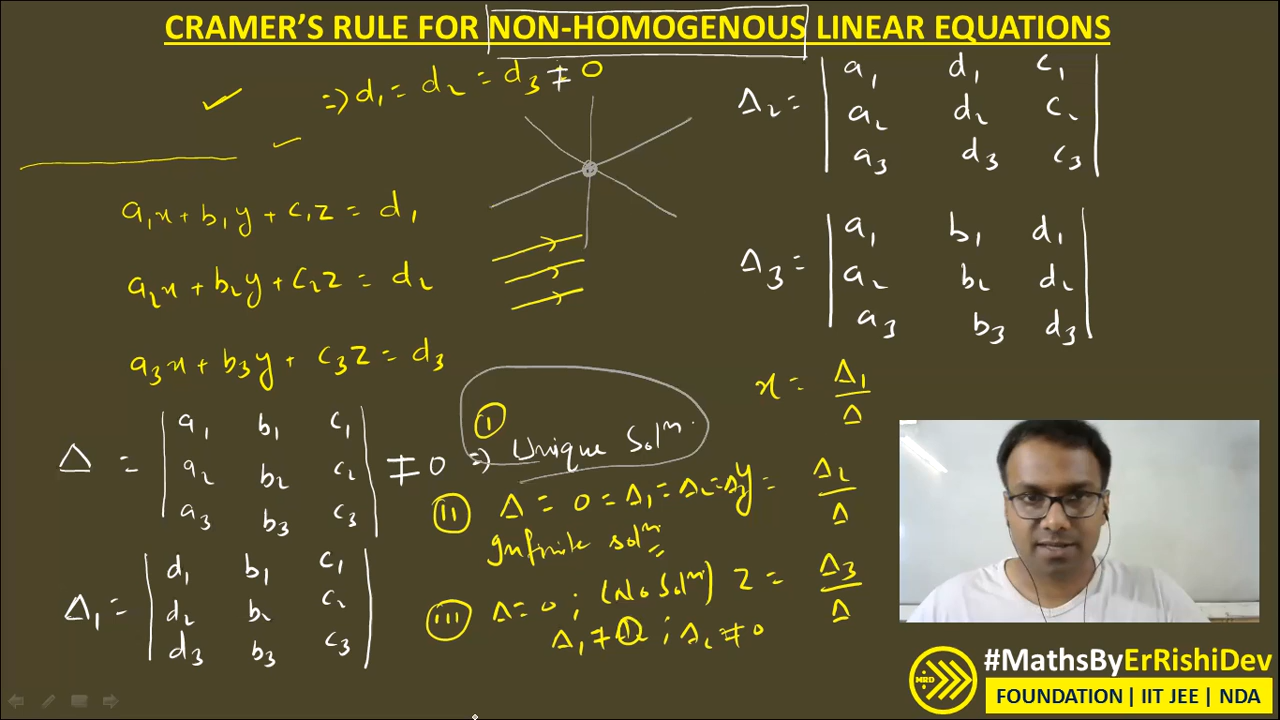 CRAMER'S RULE FOR NON-HOMOGENOUS LINEAR EQUATIONS
=> d₁ = d₂ = d₃ ≠ 0
a₁x + b₁y + c₁z = d₁
a₂x + b₂y + c₂z = d₂
a₃x + b₃y + c₃z = d₃
Δ = | a₁ b₁ c₁ |
| a₂ b₂ c₂ | ≠ 0 => Unique Solⁿ.
| a₃ b₃ c₃ |
Δ₁ = | d₁ b₁ c₁ |
| d₂ b₂ c₂ |
| d₃ b₃ c₃ |
(I)
(II) Δ = 0 = Δ₁ = Δ₂ = Δ₃
Infinite solⁿ
(III) Δ = 0 ; (No Solⁿ)
Δ₁ ≠ 0 ; Δ₂ ≠ 0
Δ₂ = | a₁ d₁ c₁ |
| a₂ d₂ c₂ |
| a₃ d₃ c₃ |
Δ₃ = | a₁ b₁ d₁ |
| a₂ b₂ d₂ |
| a₃ b₃ d₃ |
x = Δ₁/Δ
y = Δ₂/Δ
z = Δ₃/Δ
MRD
#MathsByErRishiDev
FOUNDATION | IIT JEE | NDA